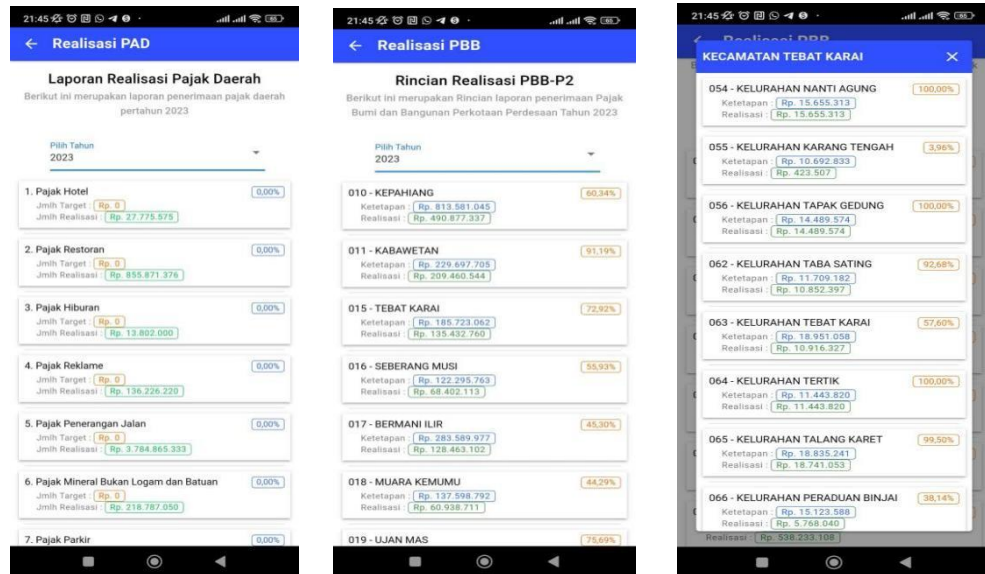 21:45
Realisasi PAD
Laporan Realisasi Pajak Daerah
Berikut ini merupakan laporan penerimaan pajak daerah
pertahun 2023
Pilih Tahun
2023
1. Pajak Hotel 0,00%
Jmlh Target : Rp. 0
Jmlh Realisasi : Rp. 27.775.575
2. Pajak Restoran 0,00%
Jmlh Target : Rp. 0
Jmlh Realisasi : Rp. 855.871.376
3. Pajak Hiburan 0,00%
Jmlh Target : Rp. 0
Jmlh Realisasi : Rp. 13.802.000
4. Pajak Reklame 0,00%
Jmlh Target : Rp. 0
Jmlh Realisasi : Rp. 136.226.220
5. Pajak Penerangan Jalan 0,00%
Jmlh Target : Rp. 0
Jmlh Realisasi : Rp. 3.784.865.333
6. Pajak Mineral Bukan Logam dan Batuan 0,00%
Jmlh Target : Rp. 0
Jmlh Realisasi : Rp. 218.787.050
7. Pajak Parkir 0,00%
21:45
Realisasi PBB
Rincian Realisasi PBB-P2
Berikut ini merupakan Rincian laporan penerimaan Pajak
Bumi dan Bangunan Perkotaan Perdesaan Tahun 2023
Pilih Tahun
2023
010 - KEPAHIANG 60,34%
Ketetapan : Rp. 813.581.045
Realisasi : Rp. 490.877.337
011 - KABAWETAN 91,19%
Ketetapan : Rp. 229.697.705
Realisasi : Rp. 209.460.544
015 - TEBAT KARAI 72,92%
Ketetapan : Rp. 185.723.062
Realisasi : Rp. 135.432.760
016 - SEBERANG MUSI 55,93%
Ketetapan : Rp. 122.295.763
Realisasi : Rp. 68.402.113
017 - BERMANI ILIR 45,30%
Ketetapan : Rp. 283.589.977
Realisasi : Rp. 128.463.102
018 - MUARA KEMUMU 44,29%
Ketetapan : Rp. 137.598.792
Realisasi : Rp. 60.938.711
019 - UJAN MAS 75,69%
21:45
Realisasi PBB
KECAMATAN TEBAT KARAI
054 - KELURAHAN NANTI AGUNG 100,00%
Ketetapan : Rp. 15.655.313
Realisasi : Rp. 15.655.313
055 - KELURAHAN KARANG TENGAH 3,96%
Ketetapan : Rp. 10.692.833
Realisasi : Rp. 423.507
056 - KELURAHAN TAPAK GEDUNG 100,00%
Ketetapan : Rp. 14.489.574
Realisasi : Rp. 14.489.574
062 - KELURAHAN TABA SATING 92,68%
Ketetapan : Rp. 11.709.182
Realisasi : Rp. 10.852.397
063 - KELURAHAN TEBAT KARAI 57,60%
Ketetapan : Rp. 18.951.058
Realisasi : Rp. 10.916.327
064 - KELURAHAN TERTIK 100,00%
Ketetapan : Rp. 11.443.820
Realisasi : Rp. 11.443.820
065 - KELURAHAN TALANG KARET 99,50%
Ketetapan : Rp. 18.835.241
Realisasi : Rp. 18.741.053
066 - KELURAHAN PERADUAN BINJAI 38,14%
Ketetapan : Rp. 15.123.588
Realisasi : Rp. 5.768.040
Realisasi : Rp. 538.233.108